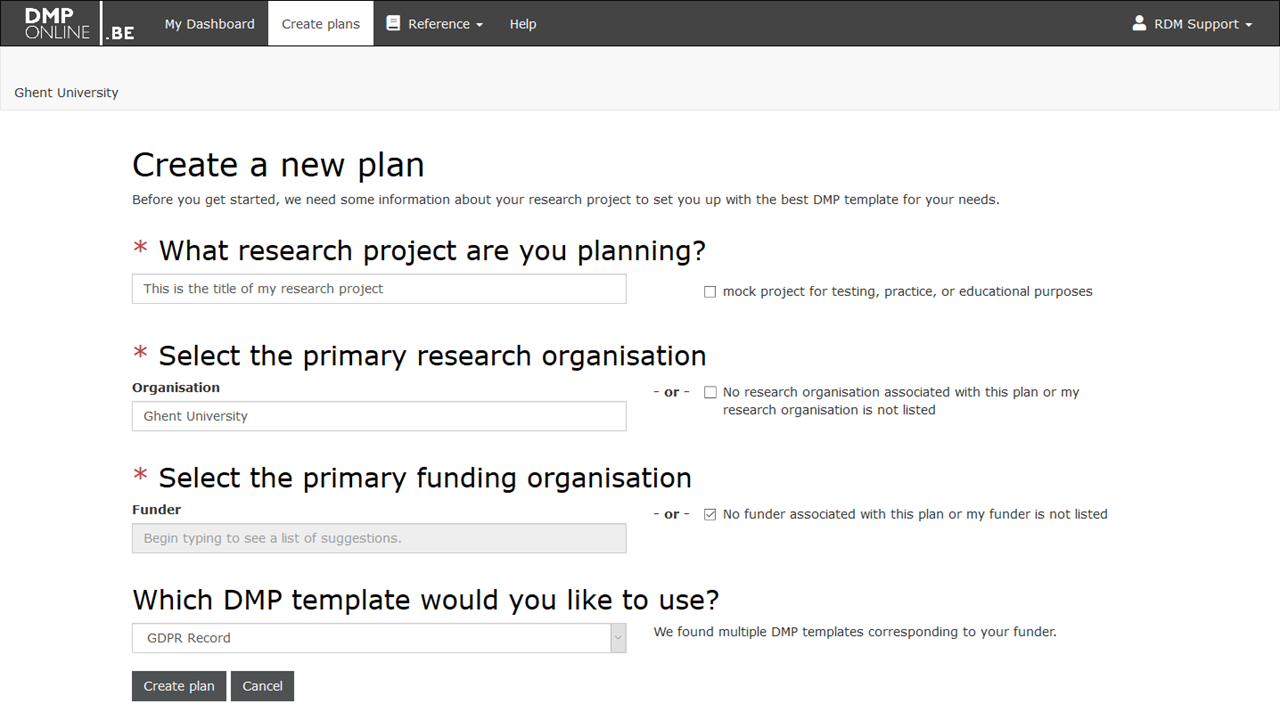 DMP
ONLINE .BE
My Dashboard Create plans Reference Help RDM Support
Ghent University
Create a new plan
Before you get started, we need some information about your research project to set you up with the best DMP template for your needs.
* What research project are you planning?
This is the title of my research project
mock project for testing, practice, or educational purposes
* Select the primary research organisation
Organisation
- or - No research organisation associated with this plan or my
research organisation is not listed
Ghent University
* Select the primary funding organisation
Funder
- or - No funder associated with this plan or my funder is not listed
Begin typing to see a list of suggestions.
Which DMP template would you like to use?
GDPR Record
We found multiple DMP templates corresponding to your funder.
Create plan Cancel